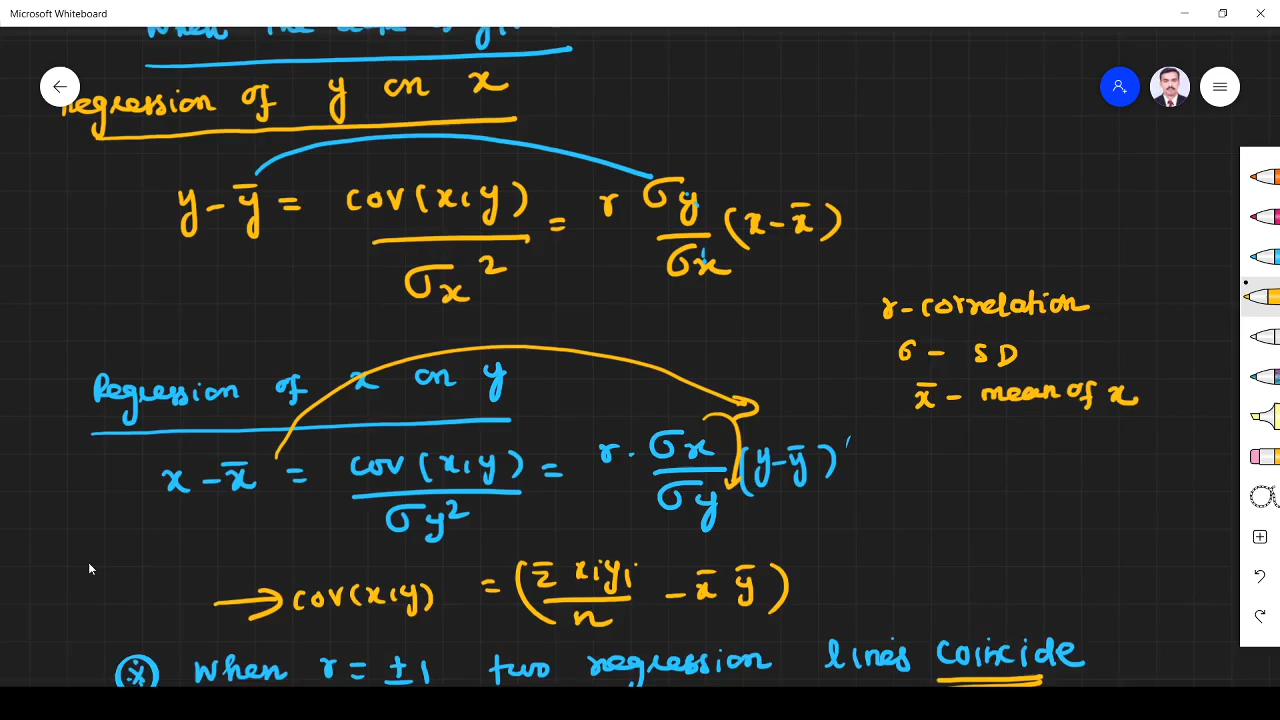 Microsoft Whiteboard
Regression of y on x
y - ȳ = cov(x, y) / σx² = r σy / σx (x - x̄)
r - correlation
σ - SD
x̄ - mean of x
Regression of x on y
x - x̄ = cov(x, y) / σy² = r · σx / σy (y - ȳ)
→ cov(x, y) = (Σ xiyi / n - x̄ ȳ)
* When r = ±1 two regression lines coincide